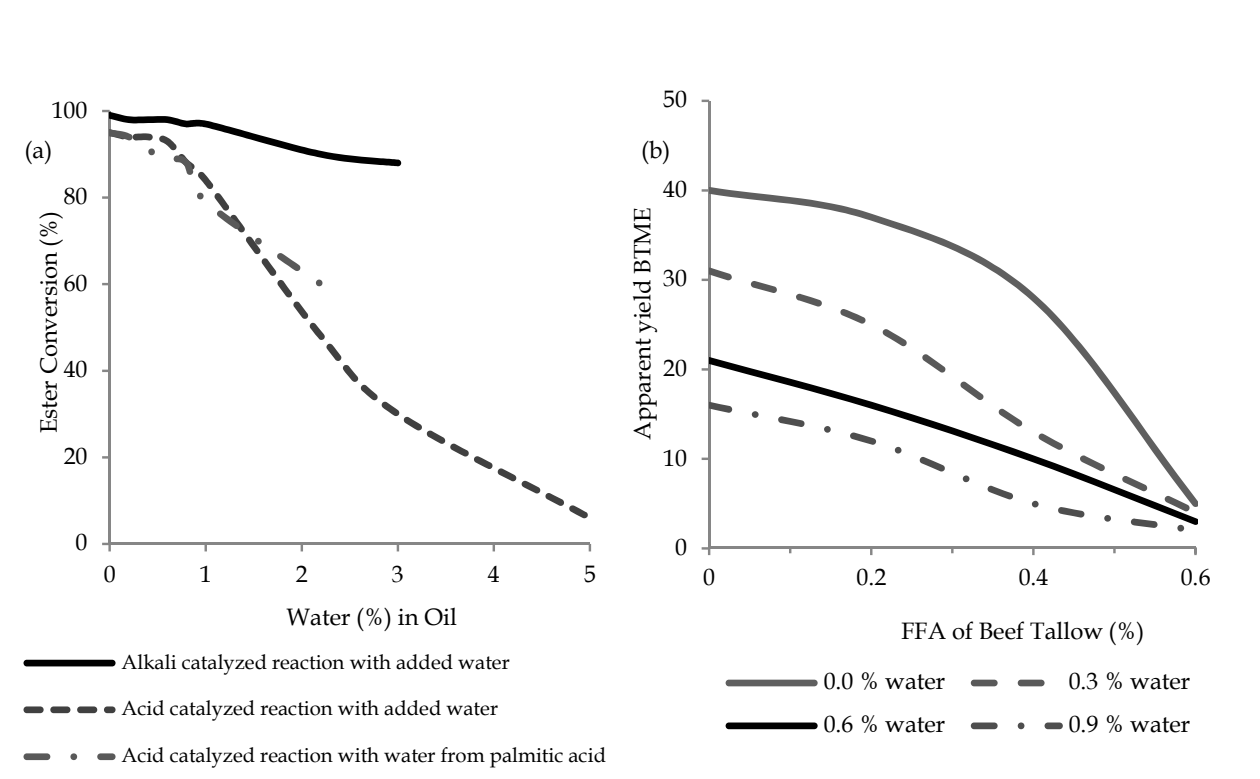 (a)
Ester Conversion (%)
100
80
60
40
20
0
0 1 2 3 4 5
Water (%) in Oil
Alkali catalyzed reaction with added water
Acid catalyzed reaction with added water
Acid catalyzed reaction with water from palmitic acid
(b)
Apparent yield BTME
50
40
30
20
10
0
0 0.2 0.4 0.6
FFA of Beef Tallow (%)
0.0 % water 0.3 % water
0.6 % water 0.9 % water